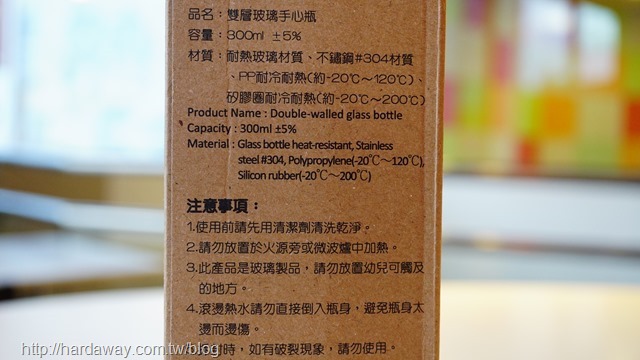 品名：雙層玻璃手心瓶
容量：300ml ±5%
材質：耐熱玻璃材質、不鏽鋼#304材質
、PP耐冷耐熱(約-20℃～120℃)、
矽膠圈耐冷耐熱(約-20℃～200℃)
Product Name : Double-walled glass bottle
Capacity : 300ml ±5%
Material : Glass bottle heat-resistant, Stainless
steel #304, Polypropylene(-20℃～120℃),
Silicon rubber(-20℃～200℃)
注意事項：
1.使用前請先用清潔劑清洗乾淨。
2.請勿放置於火源旁或微波爐中加熱。
3.此產品是玻璃製品，請勿放置幼兒可觸及
的地方。
4.滾燙熱水請勿直接倒入瓶身，避免瓶身太
燙而燙傷。
時，如有破裂現象，請勿使用。
http://hardaway.com.tw/blog